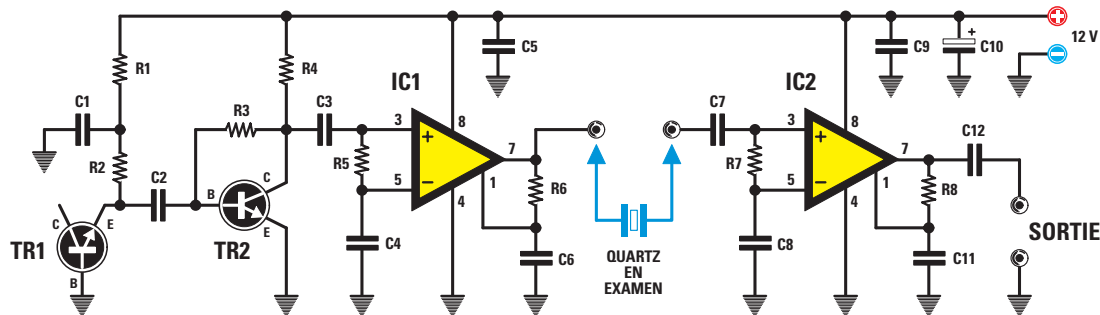 R1
C1
R2
C2
R3
R4
C3
R5
C4
IC1
3
5
8
4
7
1
+
−
R6
C6
C5
C
E
B
TR1
B
C
E
TR2
QUARTZ
EN
EXAMEN
C7
R7
C8
IC2
3
5
8
4
7
1
+
−
R8
C11
C12
C9
C10
+
+
−
12 V
SORTIE